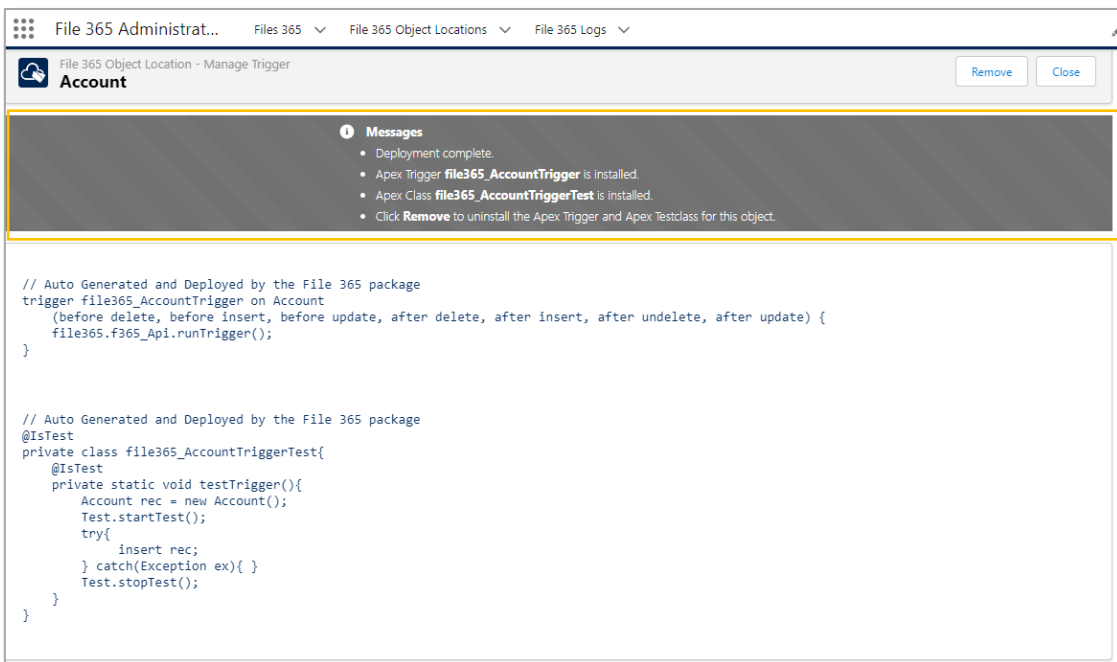 File 365 Administrat... Files 365 File 365 Object Locations File 365 Logs
File 365 Object Location - Manage Trigger
Account
Remove Close
Messages
• Deployment complete.
• Apex Trigger file365_AccountTrigger is installed.
• Apex Class file365_AccountTriggerTest is installed.
• Click Remove to uninstall the Apex Trigger and Apex Testclass for this object.
// Auto Generated and Deployed by the File 365 package
trigger file365_AccountTrigger on Account
    (before delete, before insert, before update, after delete, after insert, after undelete, after update) {
    file365.f365_Api.runTrigger();
}
// Auto Generated and Deployed by the File 365 package
@IsTest
private class file365_AccountTriggerTest{
    @IsTest
    private static void testTrigger(){
        Account rec = new Account();
        Test.startTest();
        try{
            insert rec;
        } catch(Exception ex){ }
        Test.stopTest();
    }
}